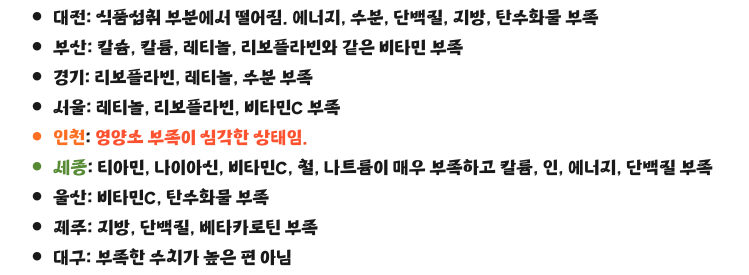 • 대전: 식품섭취 부분에서 떨어짐. 에너지, 수분, 단백질, 지방, 탄수화물 부족
• 부산: 칼슘, 칼륨, 레티놀, 리보플라빈와 같은 비타민 부족
• 경기: 리보플라빈, 레티놀, 수분 부족
• 서울: 레티놀, 리보플라빈, 비타민C 부족
• 인천: 영양소 부족이 심각한 상태임.
• 세종: 티아민, 나이아신, 비타민C, 철, 나트륨이 매우 부족하고 칼륨, 인, 에너지, 단백질 부족
• 울산: 비타민C, 탄수화물 부족
• 제주: 지방, 단백질, 베타카로틴 부족
• 대구: 부족한 수치가 높은 편 아님